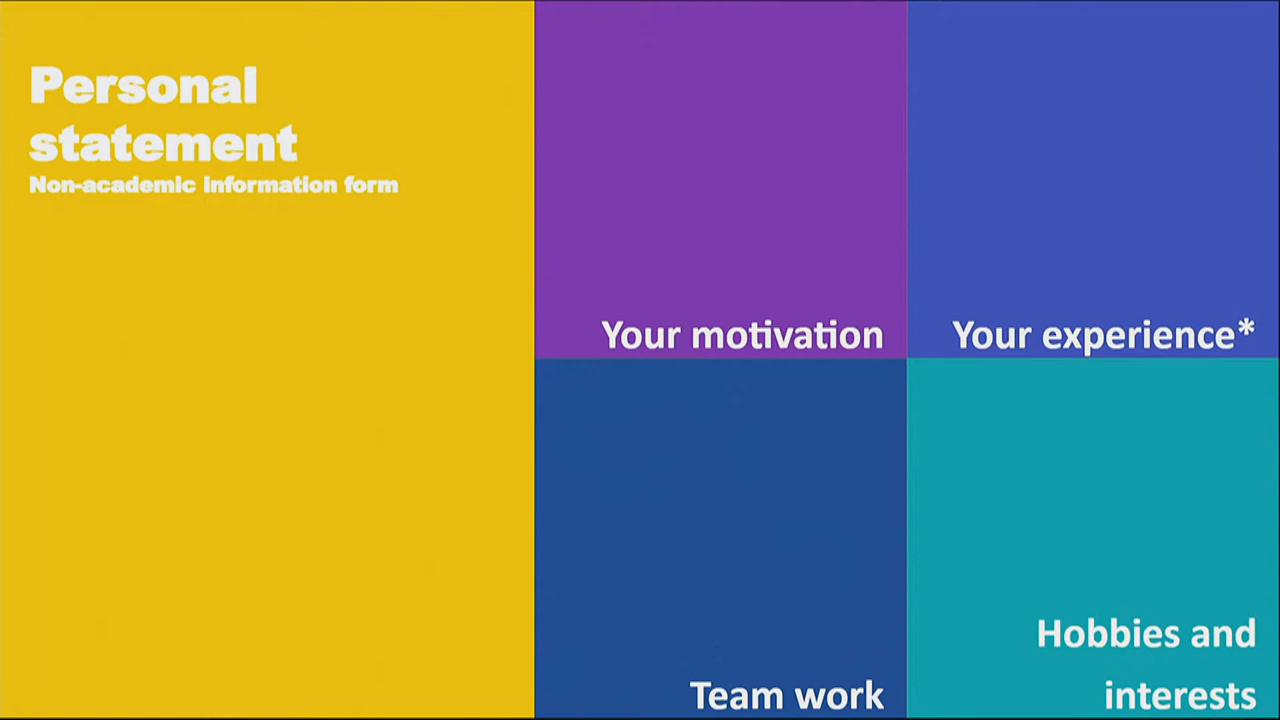 Personal
statement
Non-academic information form
Your motivation
Your experience*
Team work
Hobbies and
interests